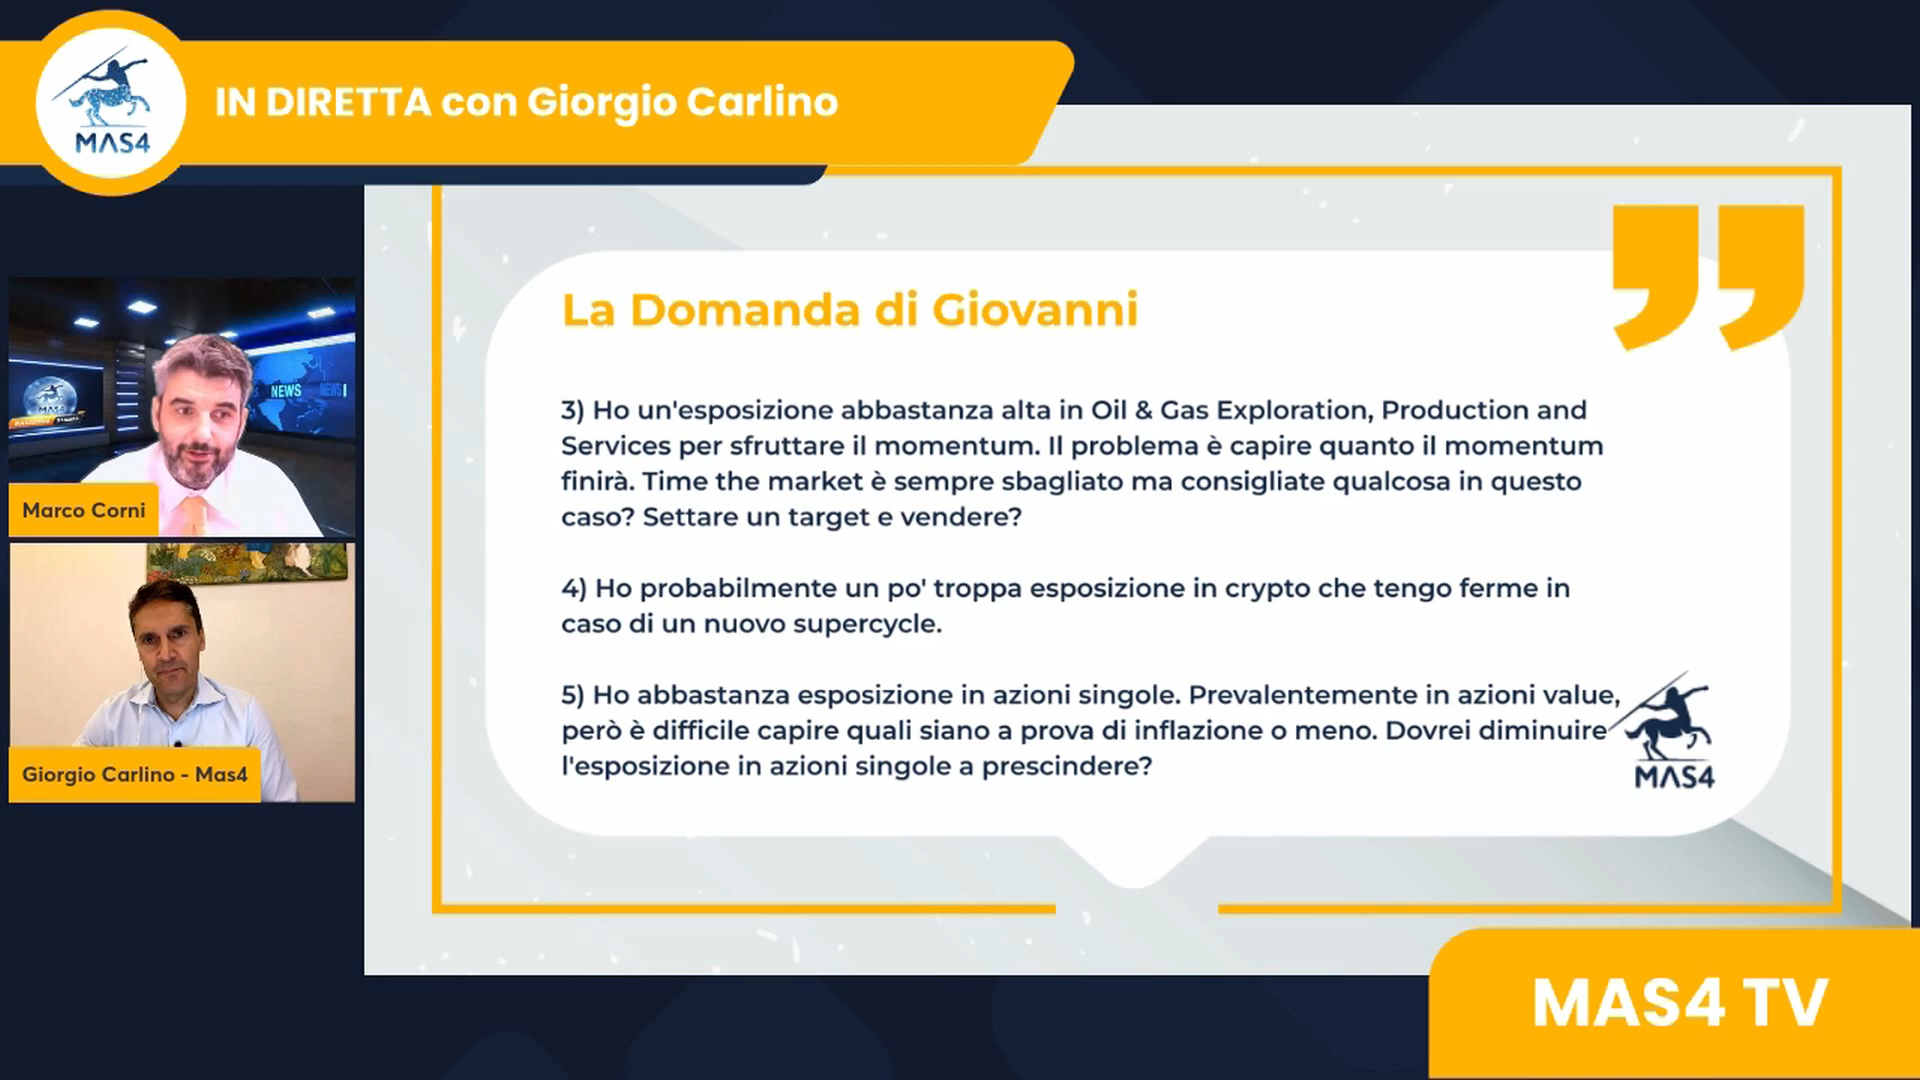 MAS4
IN DIRETTA con Giorgio Carlino
La Domanda di Giovanni
3) Ho un'esposizione abbastanza alta in Oil & Gas Exploration, Production and
Services per sfruttare il momentum. Il problema è capire quanto il momentum
finirà. Time the market è sempre sbagliato ma consigliate qualcosa in questo
caso? Settare un target e vendere?
4) Ho probabilmente un po' troppa esposizione in crypto che tengo ferme in
caso di un nuovo supercycle.
5) Ho abbastanza esposizione in azioni singole. Prevalentemente in azioni value,
però è difficile capire quali siano a prova di inflazione o meno. Dovrei diminuire
l'esposizione in azioni singole a prescindere?
MAS4
NEWS
NEWS
MAS4
Marco Corni
Giorgio Carlino - Mas4
MAS4 TV